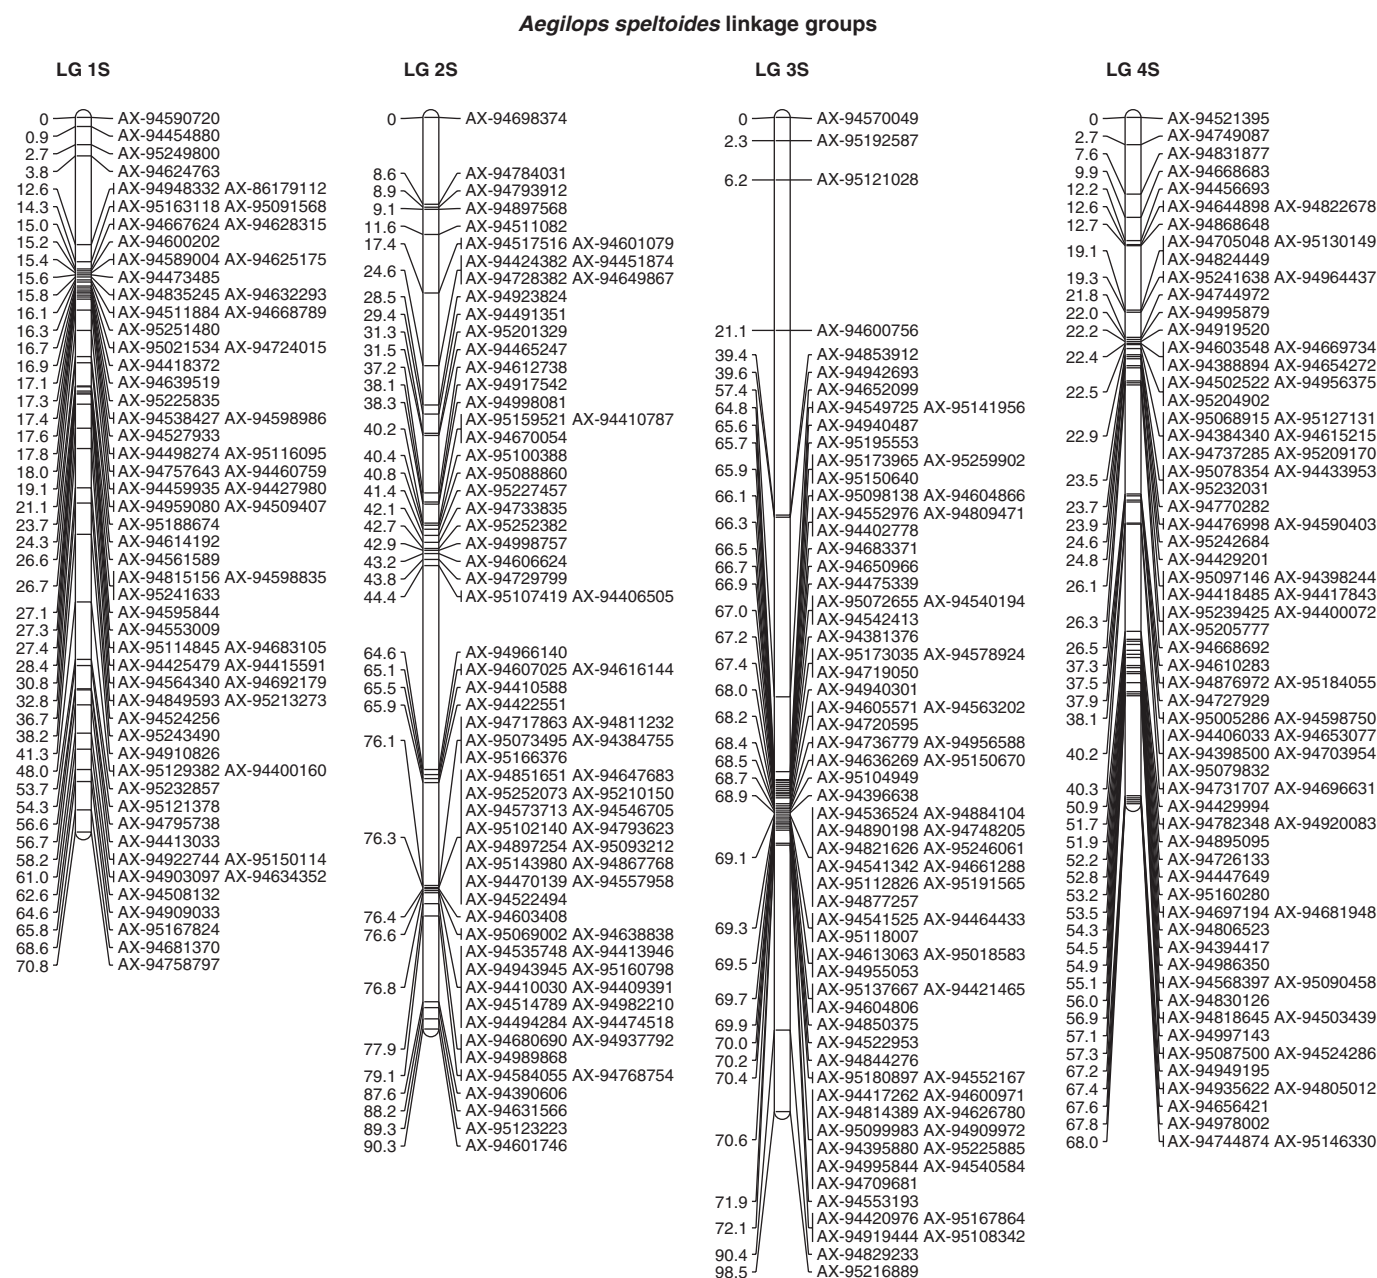 Aegilops speltoides linkage groups
LG 1S
0 AX-94590720
0.9 AX-94454880
2.7 AX-95249800
3.8 AX-94624763
12.6 AX-94948332 AX-86179112
14.3 AX-95163118 AX-95091568
15.0 AX-94667624 AX-94628315
15.2 AX-94600202
15.4 AX-94589004 AX-94625175
15.6 AX-94473485
15.8 AX-94835245 AX-94632293
16.1 AX-94511884 AX-94668789
16.3 AX-95251480
16.7 AX-95021534 AX-94724015
16.9 AX-94418372
17.1 AX-94639519
17.3 AX-95225835
17.4 AX-94538427 AX-94598986
17.6 AX-94527933
17.8 AX-94498274 AX-95116095
18.0 AX-94757643 AX-94460759
19.1 AX-94459935 AX-94427980
21.1 AX-94959080 AX-94509407
23.7 AX-95188674
24.3 AX-94614192
26.6 AX-94561589
26.7 AX-94815156 AX-94598835
AX-95241633
27.1 AX-94595844
27.3 AX-94553009
27.4 AX-95114845 AX-94683105
28.4 AX-94425479 AX-94415591
30.8 AX-94564340 AX-94692179
32.8 AX-94849593 AX-95213273
36.7 AX-94524256
38.2 AX-95243490
41.3 AX-94910826
48.0 AX-95129382 AX-94400160
53.7 AX-95232857
54.3 AX-95121378
56.6 AX-94795738
56.7 AX-94413033
58.2 AX-94922744 AX-95150114
61.0 AX-94903097 AX-94634352
62.6 AX-94508132
64.6 AX-94909033
65.8 AX-95167824
68.6 AX-94681370
70.8 AX-94758797
LG 2S
0 AX-94698374
8.6 AX-94784031
8.9 AX-94793912
9.1 AX-94897568
11.6 AX-94511082
17.4 AX-94517516 AX-94601079
24.6 AX-94424382 AX-94451874
AX-94728382 AX-94649867
28.5 AX-94923824
29.4 AX-94491351
31.3 AX-95201329
31.5 AX-94465247
37.2 AX-94612738
38.1 AX-94917542
38.3 AX-94998081
40.2 AX-95159521 AX-94410787
AX-94670054
40.4 AX-95100388
40.8 AX-95088860
41.4 AX-95227457
42.1 AX-94733835
42.7 AX-95252382
42.9 AX-94998757
43.2 AX-94606624
43.8 AX-94729799
44.4 AX-95107419 AX-94406505
64.6 AX-94966140
65.1 AX-94607025 AX-94616144
65.5 AX-94410588
65.9 AX-94422551
AX-94717863 AX-94811232
76.1 AX-95073495 AX-94384755
AX-95166376
AX-94851651 AX-94647683
AX-95252073 AX-95210150
AX-94573713 AX-94546705
AX-95102140 AX-94793623
76.3 AX-94897254 AX-95093212
AX-95143980 AX-94867768
AX-94470139 AX-94557958
AX-94522494
76.4 AX-94603408
76.6 AX-95069002 AX-94638838
AX-94535748 AX-94413946
AX-94943945 AX-95160798
76.8 AX-94410030 AX-94409391
AX-94514789 AX-94982210
AX-94494284 AX-94474518
77.9 AX-94680690 AX-94937792
AX-94989868
79.1 AX-94584055 AX-94768754
87.6 AX-94390606
88.2 AX-94631566
89.3 AX-95123223
90.3 AX-94601746
LG 3S
0 AX-94570049
2.3 AX-95192587
6.2 AX-95121028
21.1 AX-94600756
39.4 AX-94853912
39.6 AX-94942693
57.4 AX-94652099
64.8 AX-94549725 AX-95141956
65.6 AX-94940487
65.7 AX-95195553
65.9 AX-95173965 AX-95259902
AX-95150640
66.1 AX-95098138 AX-94604866
66.3 AX-94552976 AX-94809471
AX-94402778
66.5 AX-94683371
66.7 AX-94650966
66.9 AX-94475339
67.0 AX-95072655 AX-94540194
AX-94542413
67.2 AX-94381376
67.4 AX-95173035 AX-94578924
AX-94719050
68.0 AX-94940301
68.2 AX-94605571 AX-94563202
AX-94720595
68.4 AX-94736779 AX-94956588
68.5 AX-94636269 AX-95150670
68.7 AX-95104949
68.9 AX-94396638
AX-94536524 AX-94884104
AX-94890198 AX-94748205
69.1 AX-94821626 AX-95246061
AX-94541342 AX-94661288
AX-95112826 AX-95191565
AX-94877257
69.3 AX-94541525 AX-94464433
AX-95118007
69.5 AX-94613063 AX-95018583
AX-94955053
69.7 AX-95137667 AX-94421465
AX-94604806
69.9 AX-94850375
70.0 AX-94522953
70.2 AX-94844276
70.4 AX-95180897 AX-94552167
AX-94417262 AX-94600971
AX-94814389 AX-94626780
AX-95099983 AX-94909972
70.6 AX-94395880 AX-95225885
AX-94995844 AX-94540584
AX-94709681
71.9 AX-94553193
72.1 AX-94420976 AX-95167864
AX-94919444 AX-95108342
90.4 AX-94829233
98.5 AX-95216889
LG 4S
0 AX-94521395
2.7 AX-94749087
7.6 AX-94831877
9.9 AX-94668683
12.2 AX-94456693
12.6 AX-94644898 AX-94822678
12.7 AX-94868648
19.1 AX-94705048 AX-95130149
AX-94824449
19.3 AX-95241638 AX-94964437
21.8 AX-94744972
22.0 AX-94995879
22.2 AX-94919520
22.4 AX-94603548 AX-94669734
AX-94388894 AX-94654272
22.5 AX-94502522 AX-94956375
AX-95204902
AX-95068915 AX-95127131
22.9 AX-94384340 AX-94615215
AX-94737285 AX-95209170
23.5 AX-95078354 AX-94433953
AX-95232031
23.7 AX-94770282
23.9 AX-94476998 AX-94590403
24.6 AX-95242684
24.8 AX-94429201
26.1 AX-95097146 AX-94398244
AX-94418485 AX-94417843
26.3 AX-95239425 AX-94400072
AX-95205777
26.5 AX-94668692
37.3 AX-94610283
37.5 AX-94876972 AX-95184055
37.9 AX-94727929
38.1 AX-95005286 AX-94598750
AX-94406033 AX-94653077
40.2 AX-94398500 AX-94703954
AX-95079832
40.3 AX-94731707 AX-94696631
50.9 AX-94429994
51.7 AX-94782348 AX-94920083
51.9 AX-94895095
52.2 AX-94726133
52.8 AX-94447649
53.2 AX-95160280
53.5 AX-94697194 AX-94681948
54.3 AX-94806523
54.5 AX-94394417
54.9 AX-94986350
55.1 AX-94568397 AX-95090458
56.0 AX-94830126
56.9 AX-94818645 AX-94503439
57.1 AX-94997143
57.3 AX-95087500 AX-94524286
67.2 AX-94949195
67.4 AX-94935622 AX-94805012
67.6 AX-94656421
67.8 AX-94978002
68.0 AX-94744874 AX-95146330